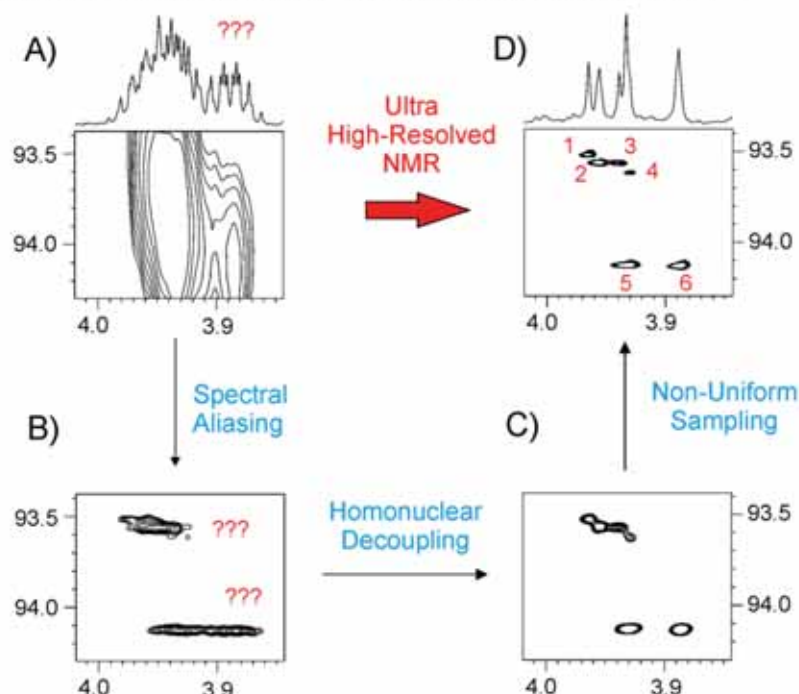 A)
???
93.5
94.0
4.0
3.9
Ultra
High-Resolved
NMR
D)
1
3
2
4
5
6
93.5
94.0
4.0
3.9
Spectral
Aliasing
Non-Uniform
Sampling
B)
93.5
???
???
94.0
4.0
3.9
Homonuclear
Decoupling
C)
93.5
94.0
4.0
3.9